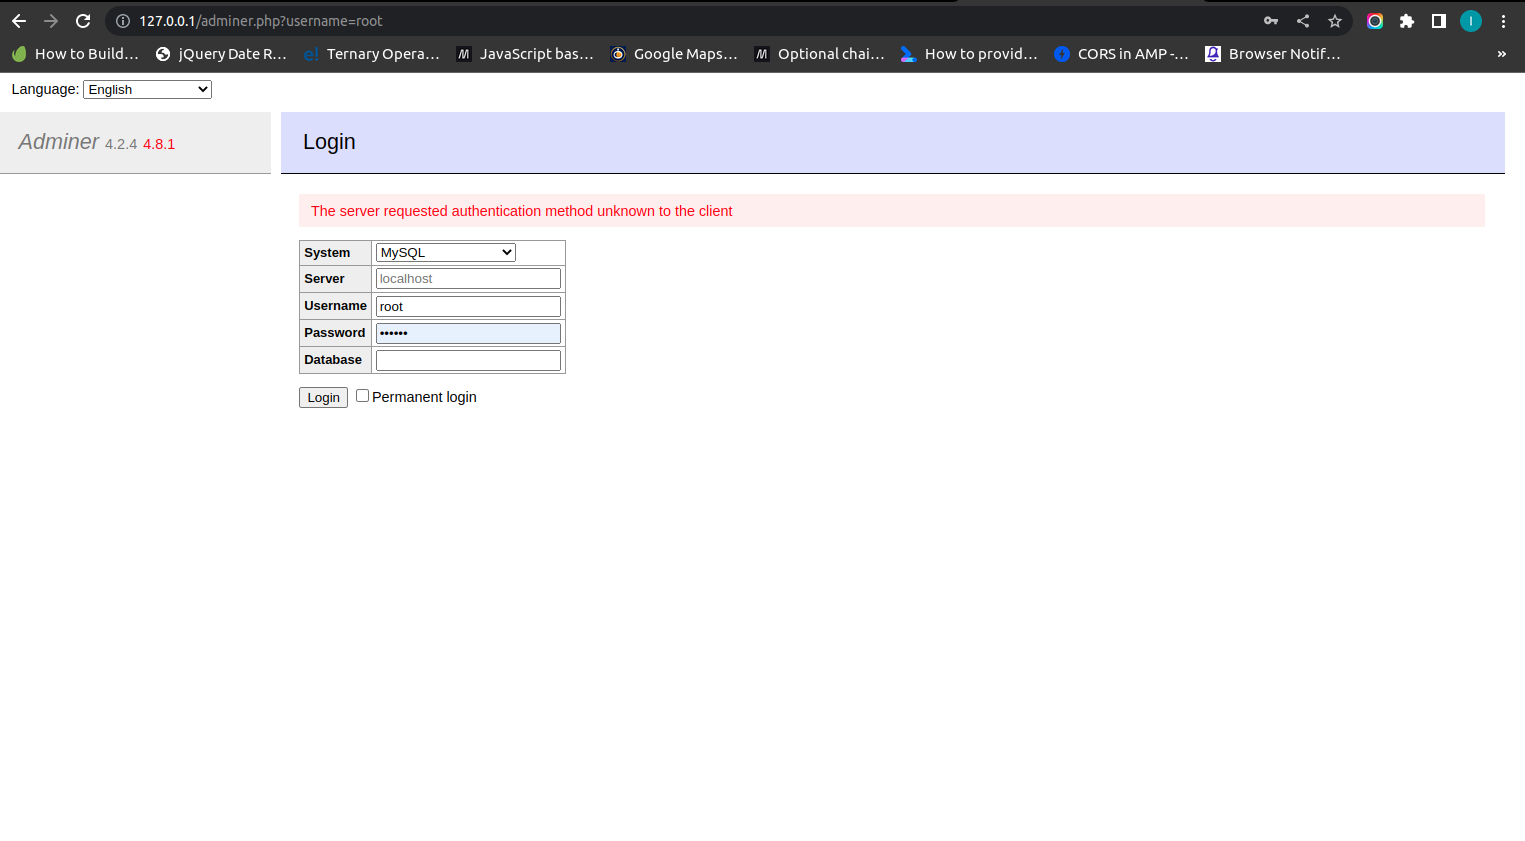 127.0.0.1/adminer.php?username=root
How to Build... jQuery Date R... Ternary Opera... JavaScript bas... Google Maps... Optional chai... How to provid... CORS in AMP -... Browser Notif... »
Language: English
Adminer 4.2.4 4.8.1
Login
The server requested authentication method unknown to the client
System MySQL
Server localhost
Username root
Password ••••••
Database
Login Permanent login